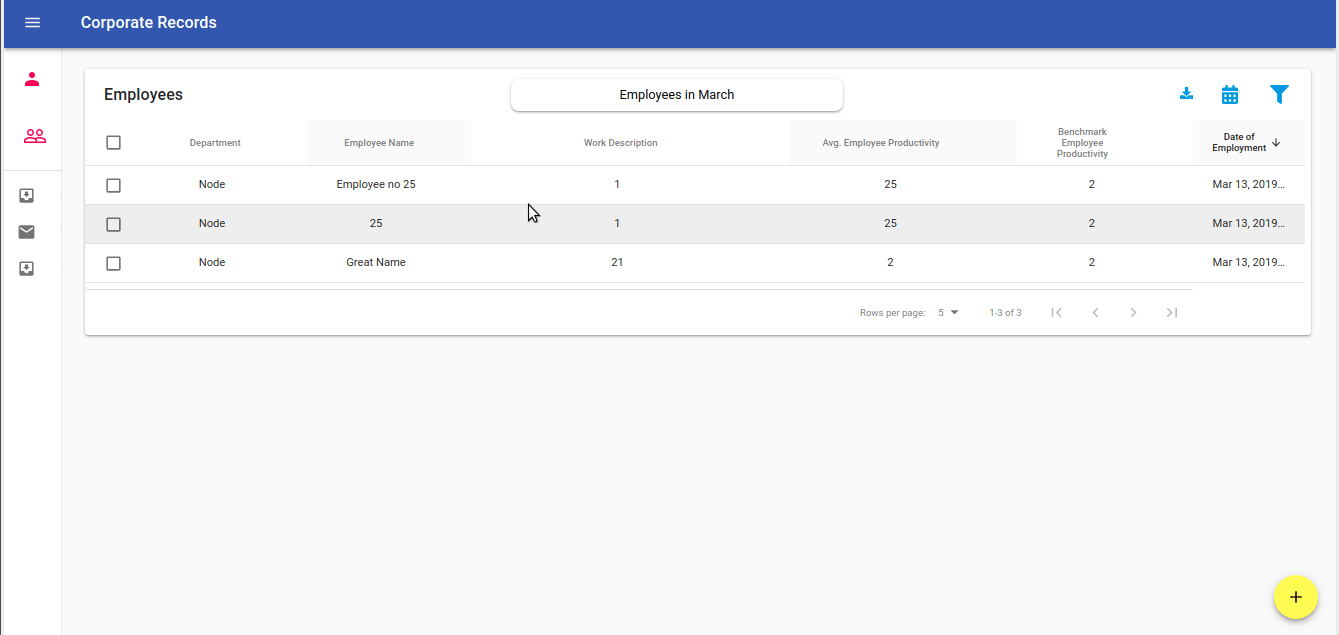 Corporate Records
Employees
Employees in March
Department
Employee Name
Work Description
Avg. Employee Productivity
Benchmark
Employee
Productivity
Date of
Employment
Node Employee no 25 1 25 2 Mar 13, 2019...
Node 25 1 25 2 Mar 13, 2019...
Node Great Name 21 2 2 Mar 13, 2019...
Rows per page: 5 1-3 of 3